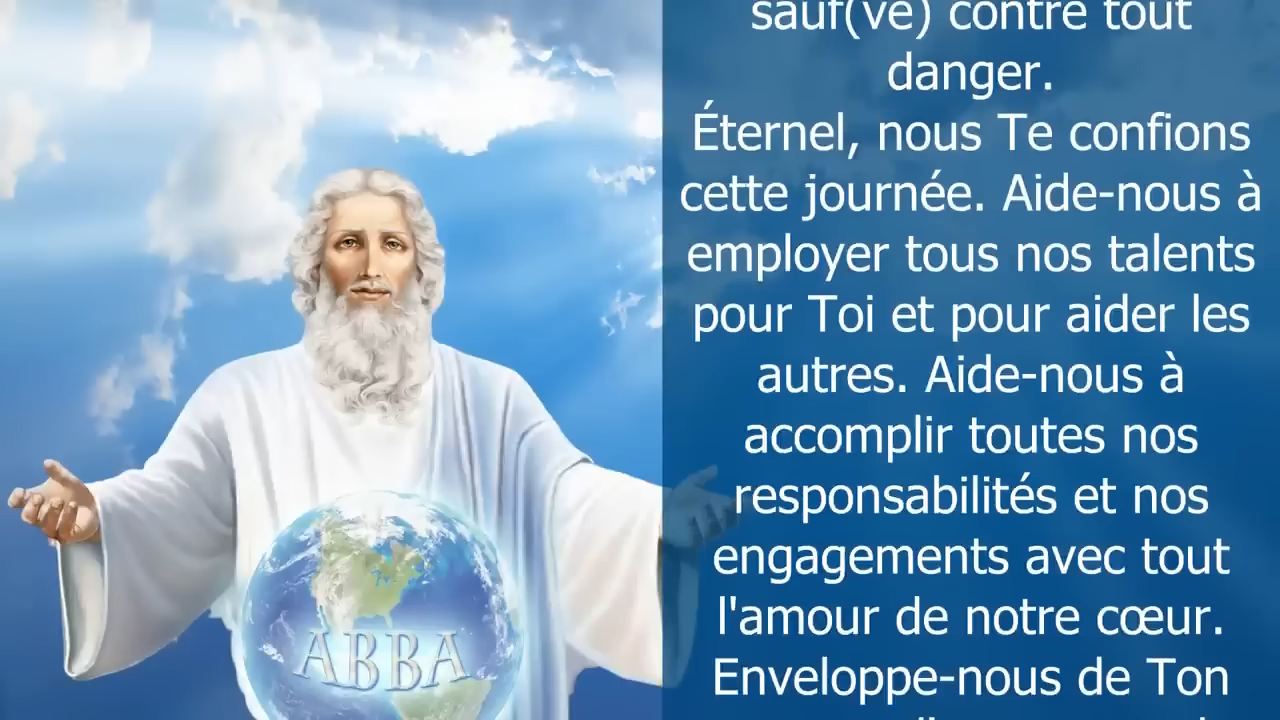 sauf(ve) contre tout
danger.
Éternel, nous Te confions
cette journée. Aide-nous à
employer tous nos talents
pour Toi et pour aider les
autres. Aide-nous à
accomplir toutes nos
responsabilités et nos
engagements avec tout
l'amour de notre cœur.
Enveloppe-nous de Ton
ABBA